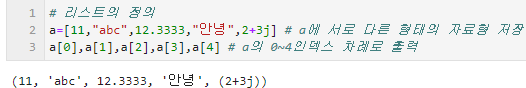 1 # 리스트의 정의
2 a=[11,"abc",12.3333,"안녕",2+3j] # a에 서로 다른 형태의 자료형 저장
3 a[0],a[1],a[2],a[3],a[4] # a의 0~4인덱스 차례로 출력
(11, 'abc', 12.3333, '안녕', (2+3j))